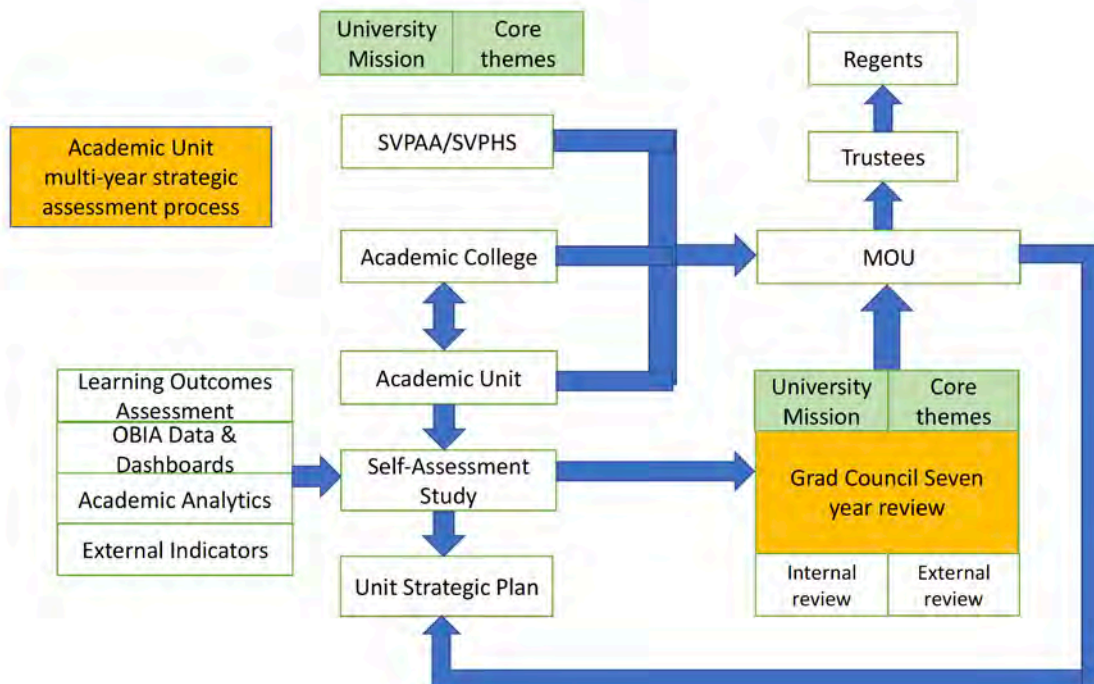 University
Mission
Core
themes
Regents
Academic Unit
multi-year strategic
assessment process
SVPAA/SVPHS
Trustees
Academic College
MOU
Academic Unit
Learning Outcomes
Assessment
OBIA Data &
Dashboards
Academic Analytics
External Indicators
Self-Assessment
Study
Unit Strategic Plan
University
Mission
Core
themes
Grad Council Seven
year review
Internal
review
External
review